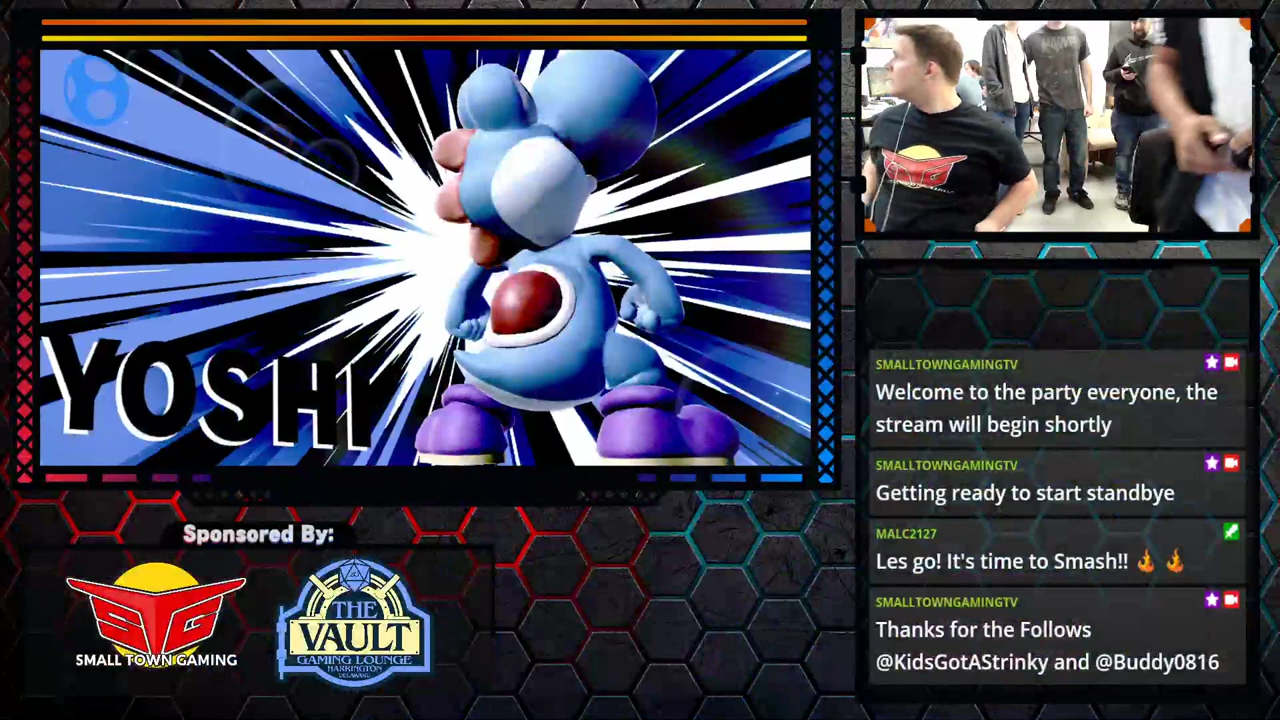 YOSHI
SMALLTOWNGAMINGTV
Welcome to the party everyone, the
stream will begin shortly
SMALLTOWNGAMINGTV
Getting ready to start standbye
MALC2127
Les go! It's time to Smash!! 🔥 🔥
SMALLTOWNGAMINGTV
Thanks for the Follows
@KidsGotAStrinky and @Buddy0816
Sponsored By:
STG
SMALL TOWN GAMING
20
THE
VAULT
GAMING LOUNGE
HARRINGTON
DELAWARE